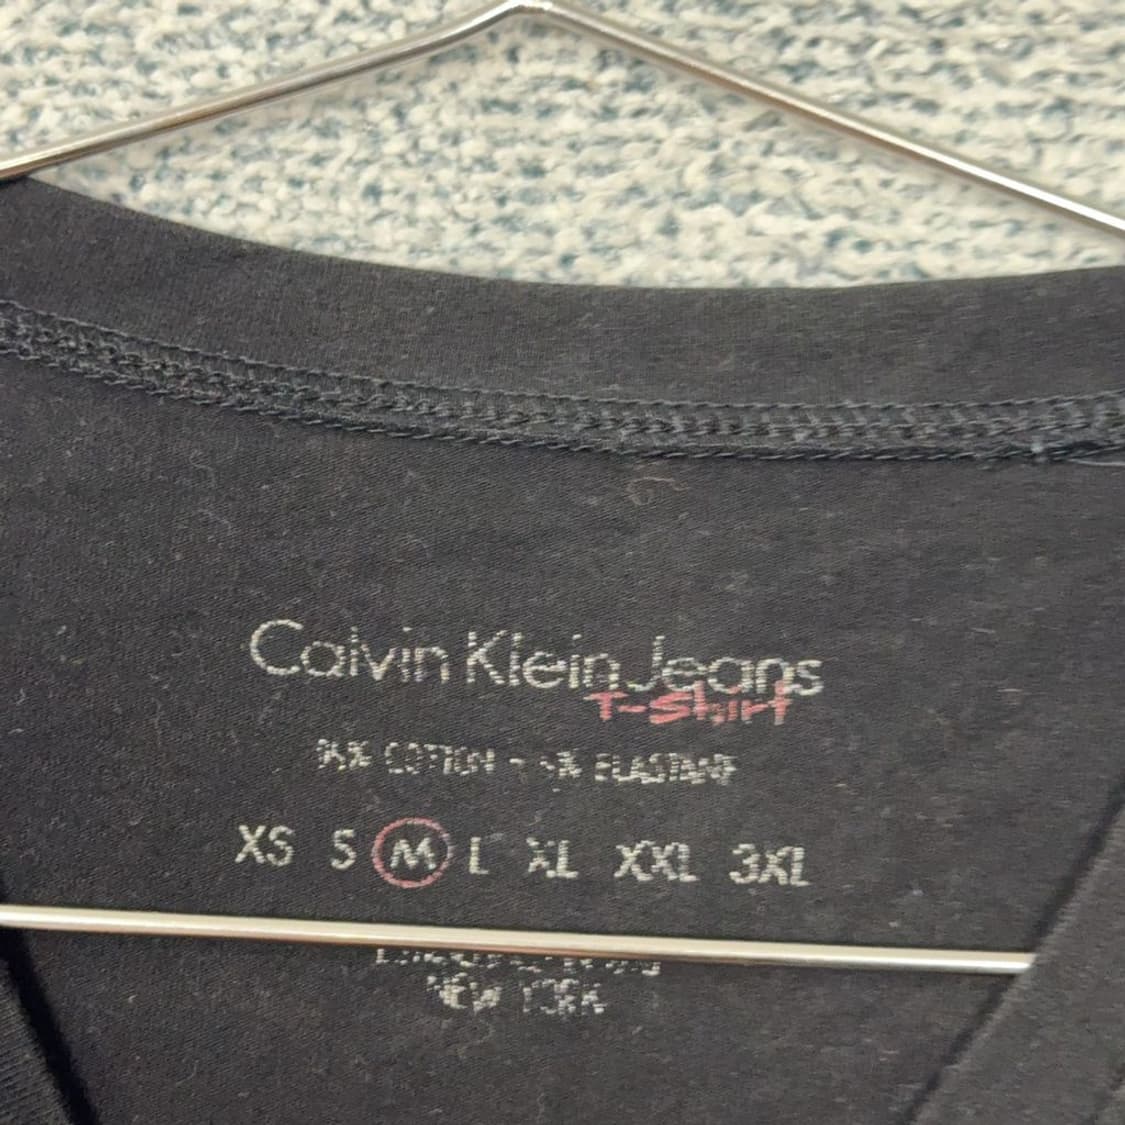 Calvin Klein Jeans
T-Shirt
95% COTTON - 5% ELASTANE
XS S M L XL XXL 3XL
NEW YORK